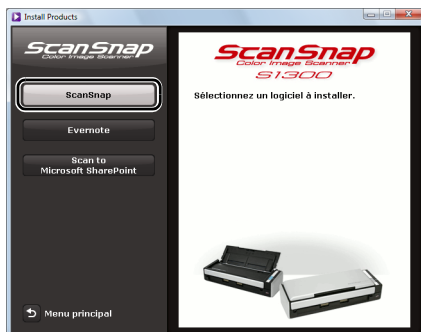 Install Products
ScanSnap
Color Image Scanner
ScanSnap
Evernote
Scan to
Microsoft SharePoint
Menu principal
ScanSnap
Color Image Scanner
S1300
Sélectionnez un logiciel à installer.